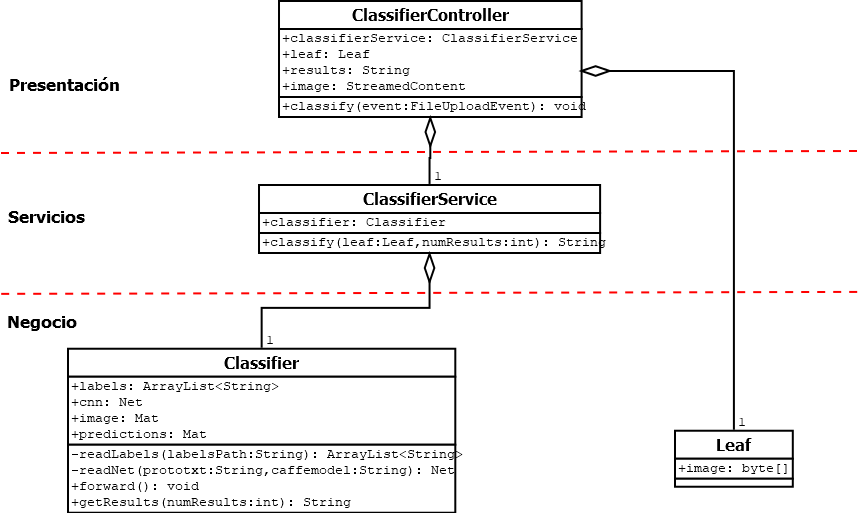 ClassifierController
+classifierService: ClassifierService
+leaf: Leaf
+results: String
+image: StreamedContent
+classify(event:FileUploadEvent): void
Presentación
1
ClassifierService
+classifier: Classifier
+classify(leaf:Leaf,numResults:int): String
Servicios
Negocio
1
Classifier
+labels: ArrayList<String>
+cnn: Net
+image: Mat
+predictions: Mat
-readLabels(labelsPath:String): ArrayList<String>
-readNet(prototxt:String,caffemodel:String): Net
+forward(): void
+getResults(numResults:int): String
1
Leaf
+image: byte[]